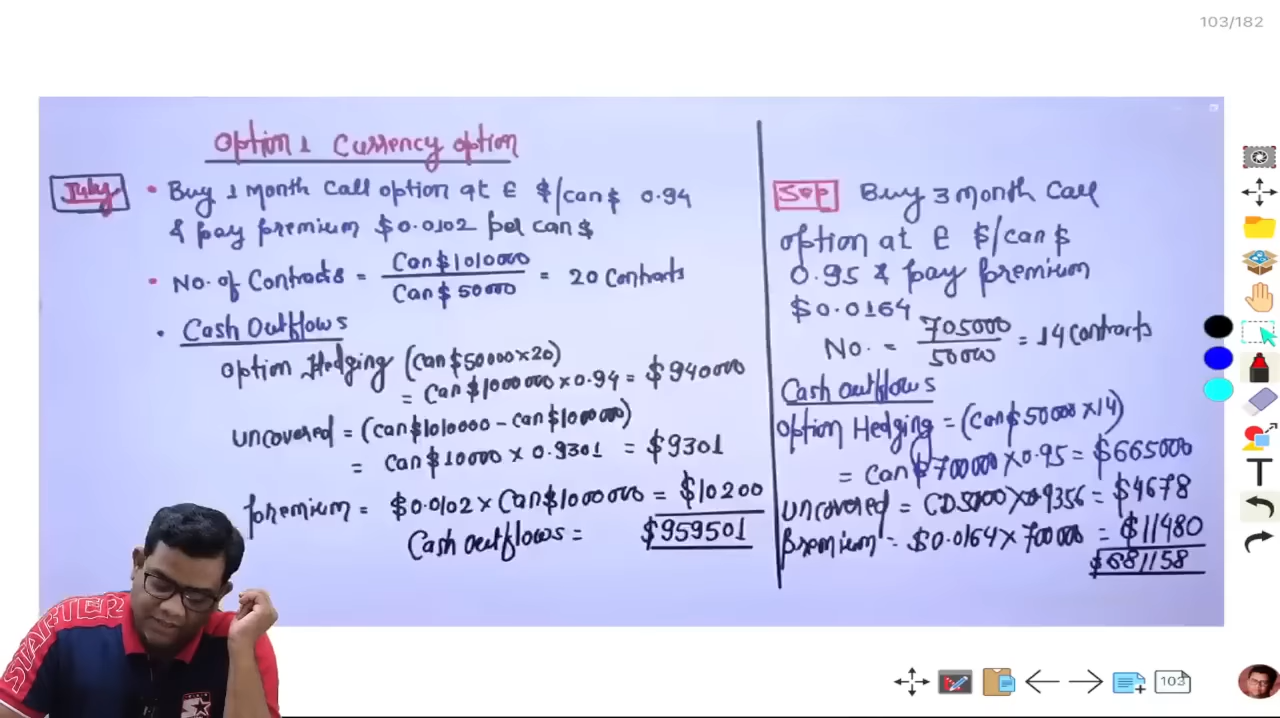 103/182
Option 1 Currency option
July
• Buy 1 month Call option at E $/can$ 0.94
& pay premium $0.0102 per can$
• No. of Contracts = Can$1010000 / Can$ 50000 = 20 Contracts
• Cash Outflows
option Hedging (can$50000×20)
= can$1000000×0.94 = $940000
uncovered = (can$1010000 - can$1000000)
= can$10000 × 0.9301 = $9301
premium = $0.0102 × Can$1000000 = $10200
Cash outflows = $959501
Sep Buy 3 month Call
option at E $/can$
0.95 & pay premium
$0.0164
No. = 705000 / 50000 = 14 Contracts
Cash outflows
Option Hedging = (can$50000×14)
= can$700000×0.95 = $665000
uncovered = CD5000×0.9356 = $4678
premium = $0.0164×700000 = $11480
$681158
STARTER
T
103